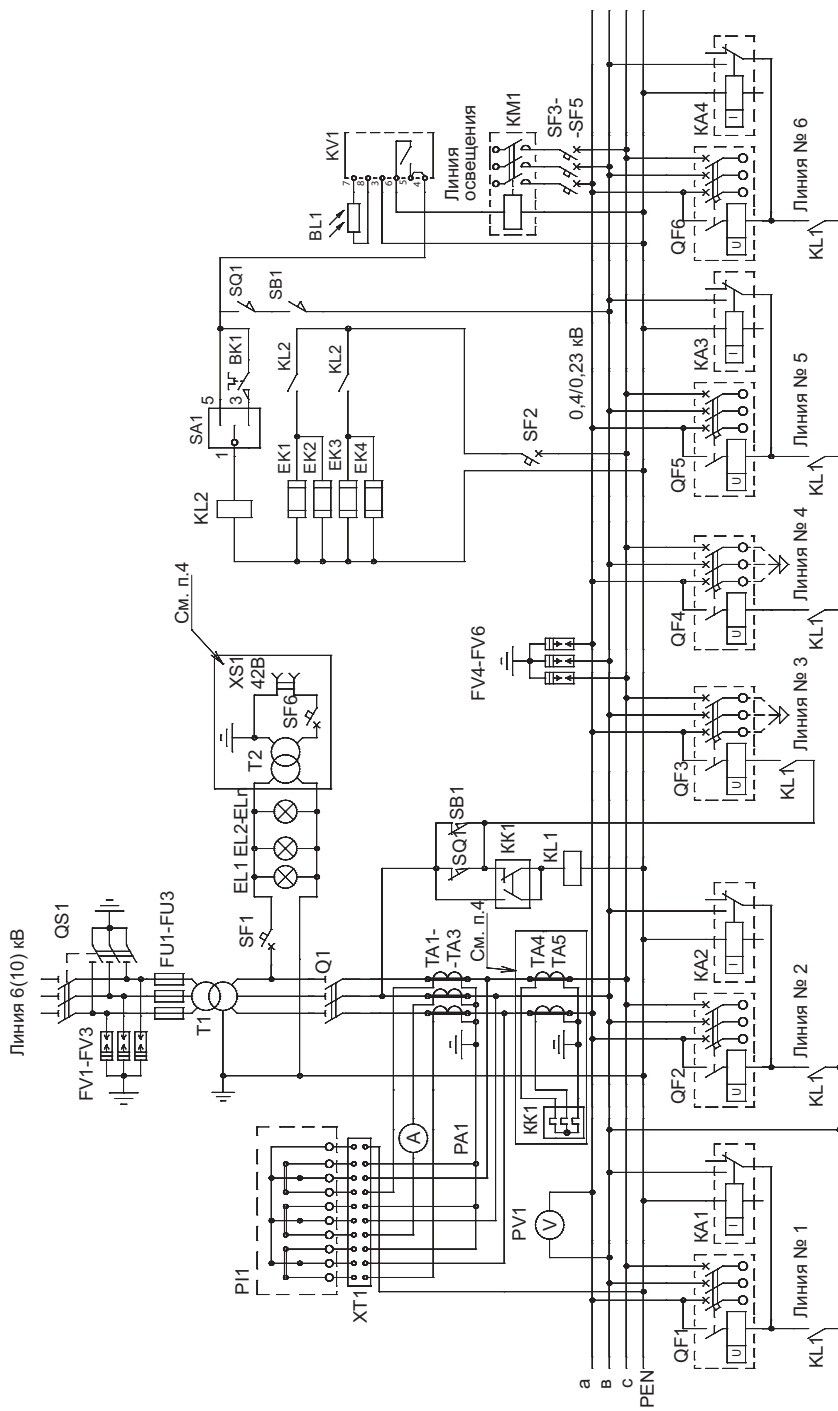 Линия 6(10) кВ
QS1
FV1-FV3
FU1-FU3
T1
SF1
EL1 EL2-ELn
T2
SF6
XS1
42В
См. п.4
Q1
PI1
XT1
A
PA1
TA1-
-TA3
См. п.4
TA4
TA5
KK1
PV1
V
SQ1
SB1
KK1
KL1
FV4-FV6
KL2
SA1
1
5
3
BK1
SQ1
SB1
EK1
EK2
EK3
EK4
KL2
KL2
SF2
BL1
KV1
7
8
3
6
5
4
Линия
освещения
KM1
SF3-
-SF5
0,4/0,23 кВ
а
в
с
PEN
QF1
U
KA1
I
Линия № 1
KL1
QF2
U
KA2
I
Линия № 2
KL1
QF3
U
Линия № 3
KL1
QF4
U
Линия № 4
KL1
QF5
U
KA3
I
Линия № 5
KL1
QF6
U
KA4
I
Линия № 6
KL1